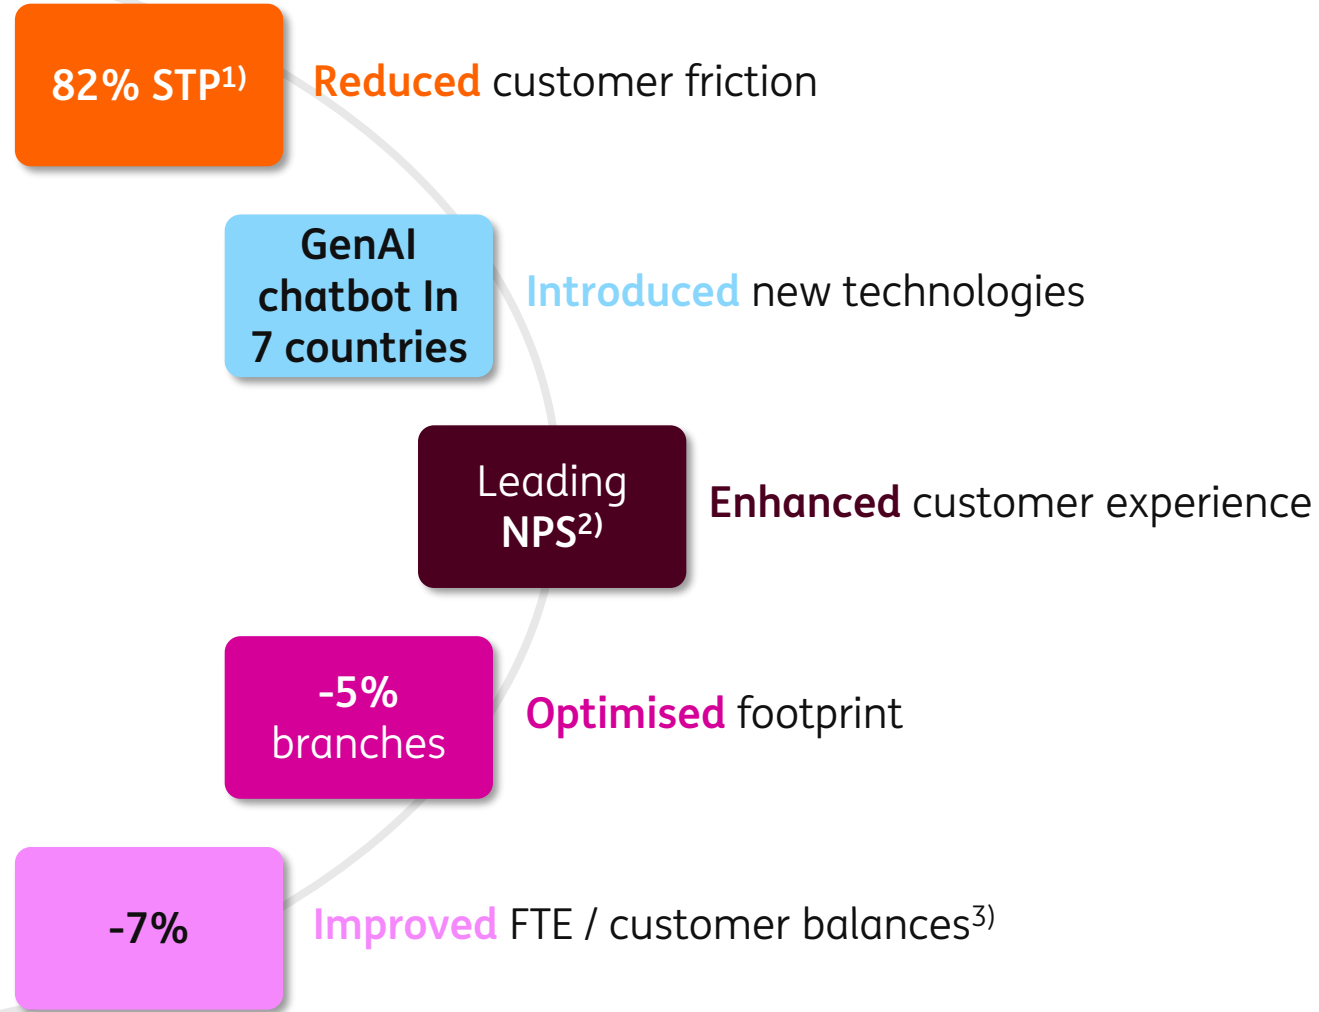 82% STP1)
Reduced customer friction
GenAI
chatbot In
7 countries
Introduced new technologies
Leading
NPS2)
Enhanced customer experience
-5%
branches
Optimised footprint
-7%
Improved FTE / customer balances3)